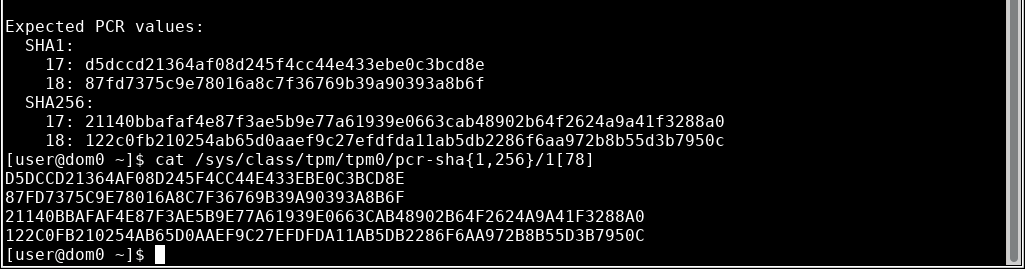 Expected PCR values:
SHA1:
17: d5dccd21364af08d245f4cc44e433ebe0c3bcd8e
18: 87fd7375c9e78016a8c7f36769b39a90393a8b6f
SHA256:
17: 21140bbafaf4e87f3ae5b9e77a61939e0663cab48902b64f2624a9a41f3288a0
18: 122c0fb210254ab65d0aaef9c27efdfda11ab5db2286f6aa972b8b55d3b7950c
[user@dom0 ~]$ cat /sys/class/tpm/tpm0/pcr-sha{1,256}/1[78]
D5DCCD21364AF08D245F4CC44E433EBE0C3BCD8E
87FD7375C9E78016A8C7F36769B39A90393A8B6F
21140BBAFAF4E87F3AE5B9E77A61939E0663CAB48902B64F2624A9A41F3288A0
122C0FB210254AB65D0AAEF9C27EFDFDA11AB5DB2286F6AA972B8B55D3B7950C
[user@dom0 ~]$